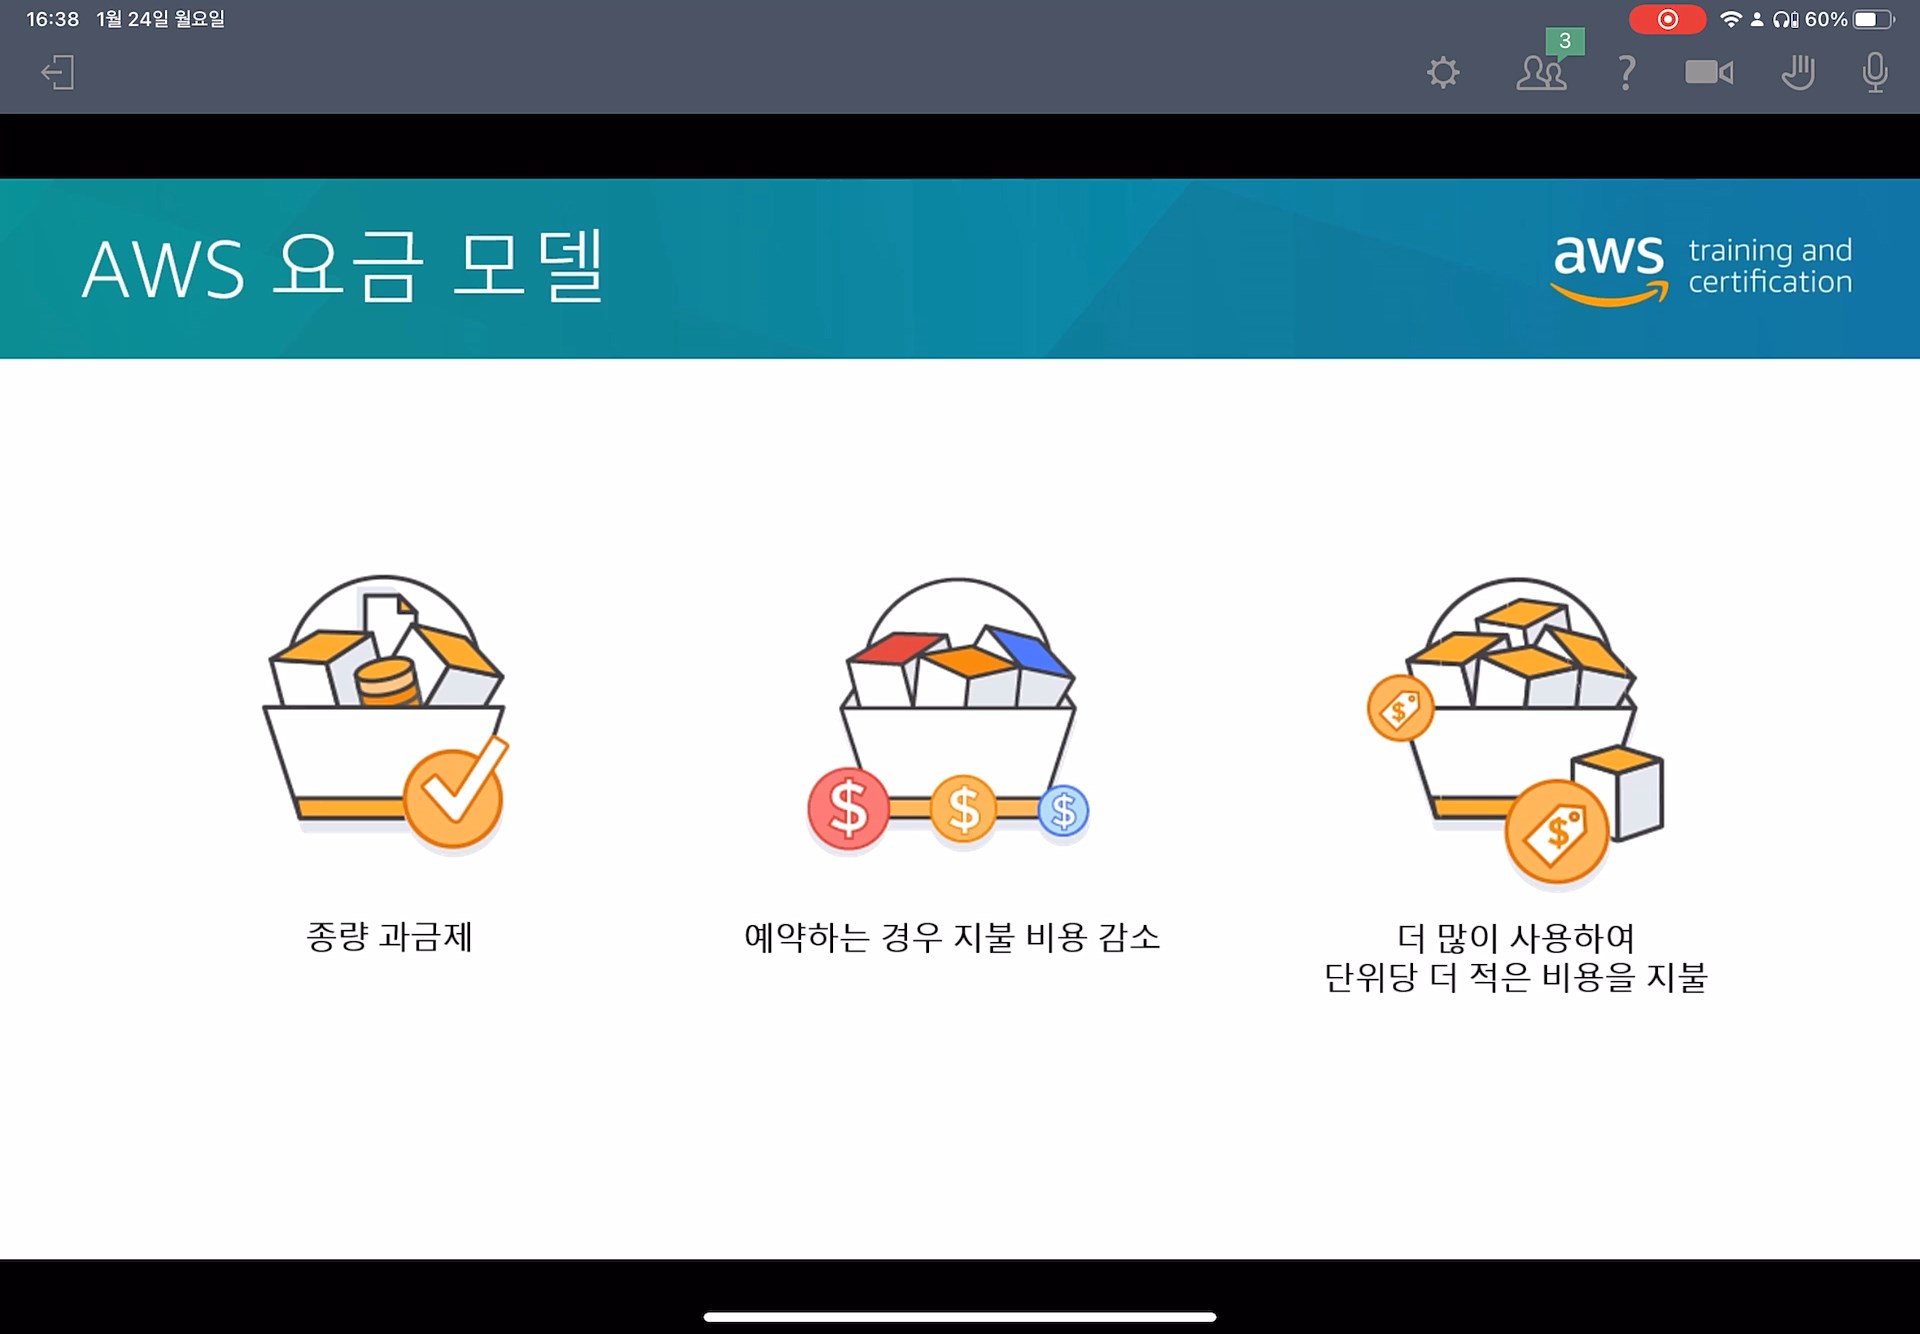 16:38 1월 24일 월요일
60%
3
AWS 요금 모델
aws training and
certification
종량 과금제
예약하는 경우 지불 비용 감소
더 많이 사용하여
단위당 더 적은 비용을 지불